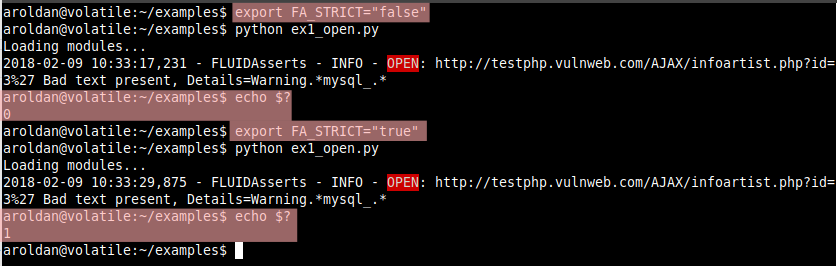 aroldan@volatile:~/examples$ export FA_STRICT="false"
aroldan@volatile:~/examples$ python ex1_open.py
Loading modules...
2018-02-09 10:33:17,231 - FLUIDAsserts - INFO - OPEN: http://testphp.vulnweb.com/AJAX/infoartist.php?id=
3%27 Bad text present, Details=Warning.*mysql_.*
aroldan@volatile:~/examples$ echo $?
0
aroldan@volatile:~/examples$ export FA_STRICT="true"
aroldan@volatile:~/examples$ python ex1_open.py
Loading modules...
2018-02-09 10:33:29,875 - FLUIDAsserts - INFO - OPEN: http://testphp.vulnweb.com/AJAX/infoartist.php?id=
3%27 Bad text present, Details=Warning.*mysql_.*
aroldan@volatile:~/examples$ echo $?
1
aroldan@volatile:~/examples$